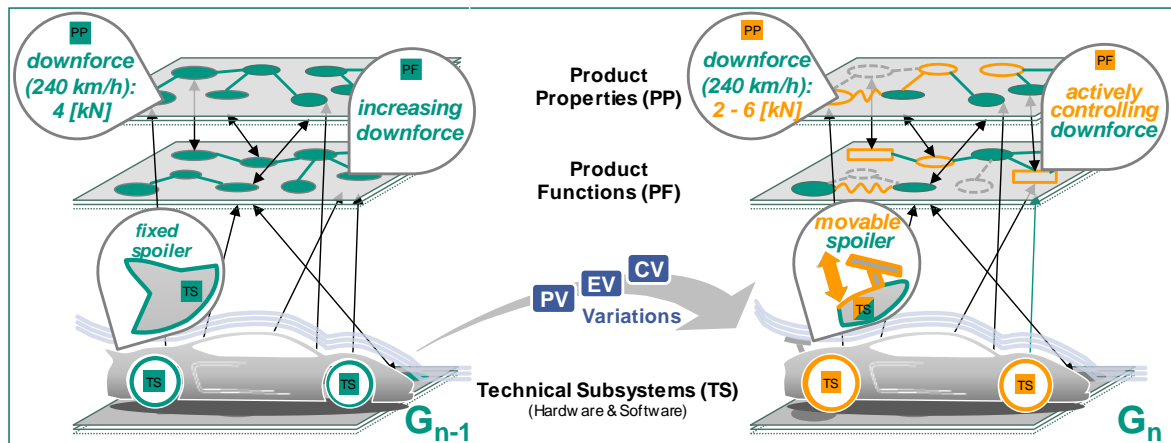 PP
downforce
(240 km/h):
4 [kN]
PF
increasing
downforce
fixed
spoiler
TS
TS
TS
G n-1
Product
Properties (PP)
Product
Functions (PF)
PV
EV
CV
Variations
Technical Subsystems (TS)
(Hardware & Software)
PP
downforce
(240 km/h):
2 - 6 [kN]
PF
actively
controlling
downforce
movable
spoiler
TS
TS
TS
G n